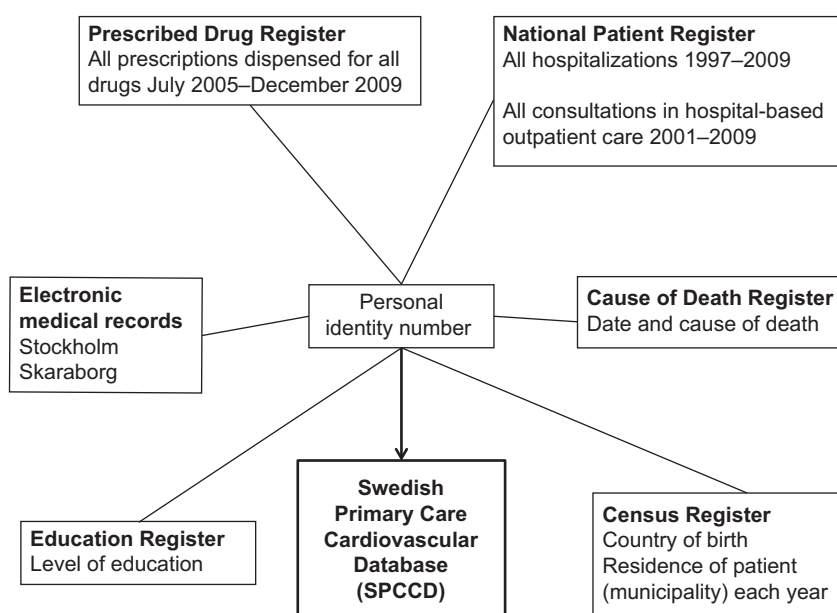 Prescribed Drug Register
All prescriptions dispensed for all
drugs July 2005–December 2009
National Patient Register
All hospitalizations 1997–2009
All consultations in hospital-based
outpatient care 2001–2009
Electronic
medical records
Stockholm
Skaraborg
Personal
identity number
Cause of Death Register
Date and cause of death
Education Register
Level of education
Swedish
Primary Care
Cardiovascular
Database
(SPCCD)
Census Register
Country of birth
Residence of patient
(municipality) each year